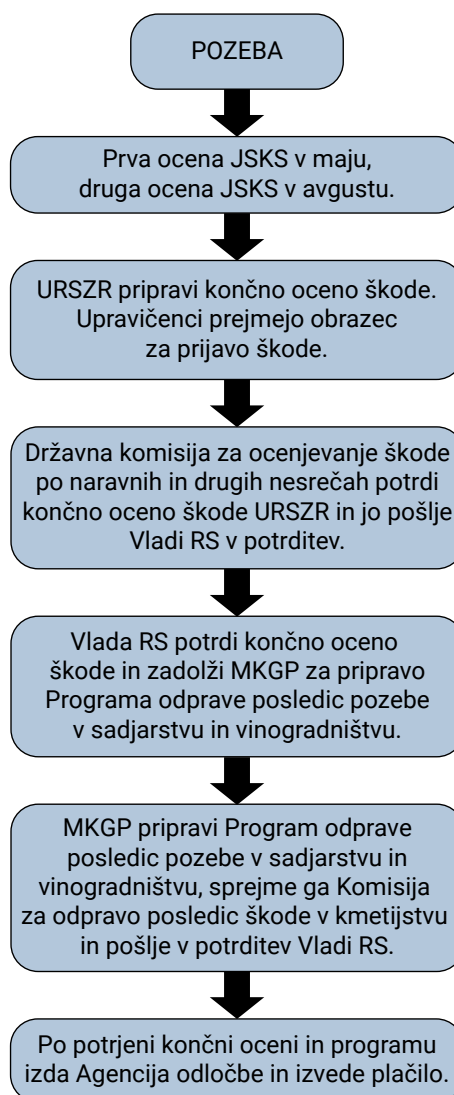 POZEBA
Prva ocena JSKS v maju,
druga ocena JSKS v avgustu.
URSZR pripravi končno oceno škode.
Upravičenci prejmejo obrazec
za prijavo škode.
Državna komisija za ocenjevanje škode
po naravnih in drugih nesrečah potrdi
končno oceno škode URSZR in jo pošlje
Vladi RS v potrditev.
Vlada RS potrdi končno oceno
škode in zadolži MKGP za pripravo
Programa odprave posledic pozebe
v sadjarstvu in vinogradništvu.
MKGP pripravi Program odprave
posledic pozebe v sadjarstvu in
vinogradništvu, sprejme ga Komisija
za odpravo posledic škode v kmetijstvu
in pošlje v potrditev Vladi RS.
Po potrjeni končni oceni in programu
izda Agencija odločbe in izvede plačilo.